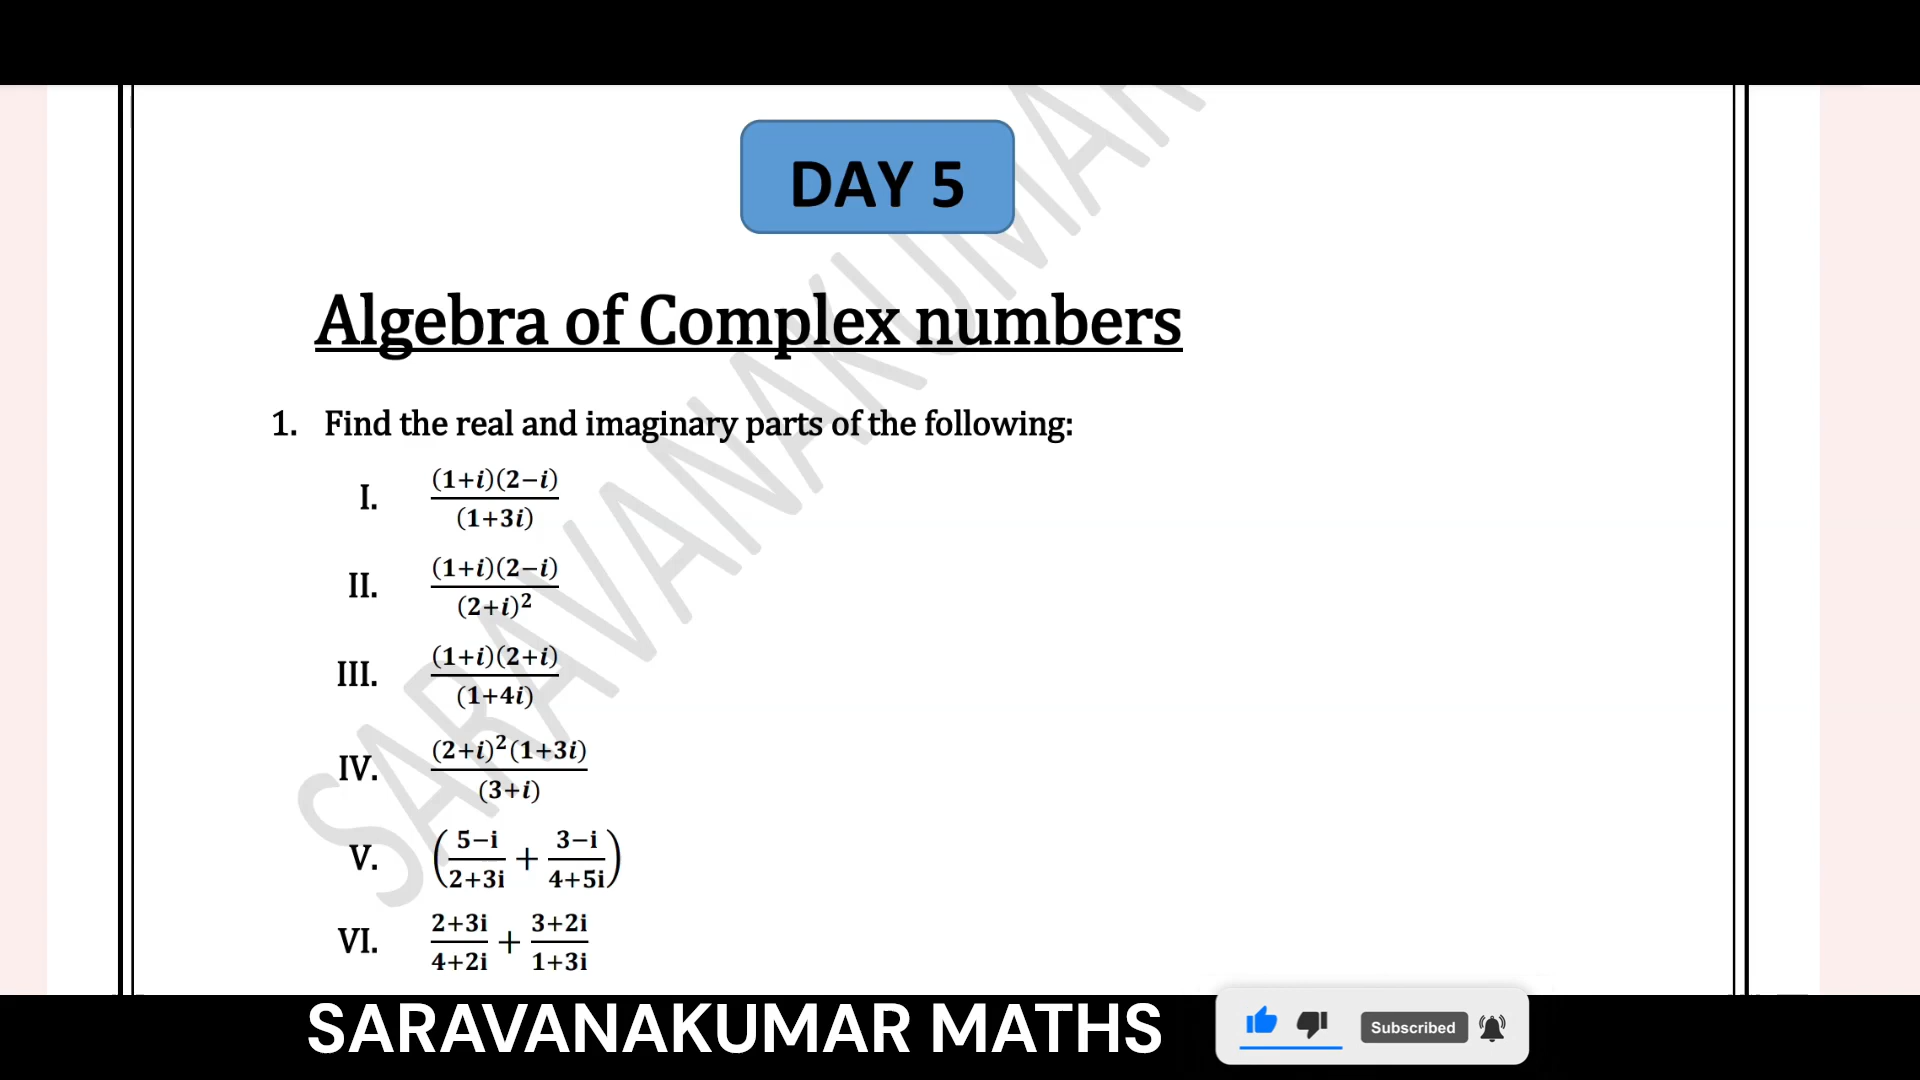 DAY 5
Algebra of Complex numbers
1. Find the real and imaginary parts of the following:
I. (1+i)(2−i) / (1+3i)
II. (1+i)(2−i) / (2+i)²
III. (1+i)(2+i) / (1+4i)
IV. (2+i)²(1+3i) / (3+i)
V. (5−i / 2+3i + 3−i / 4+5i)
VI. 2+3i / 4+2i + 3+2i / 1+3i
SARAVANAKUMAR
SARAVANAKUMAR MATHS
Subscribed